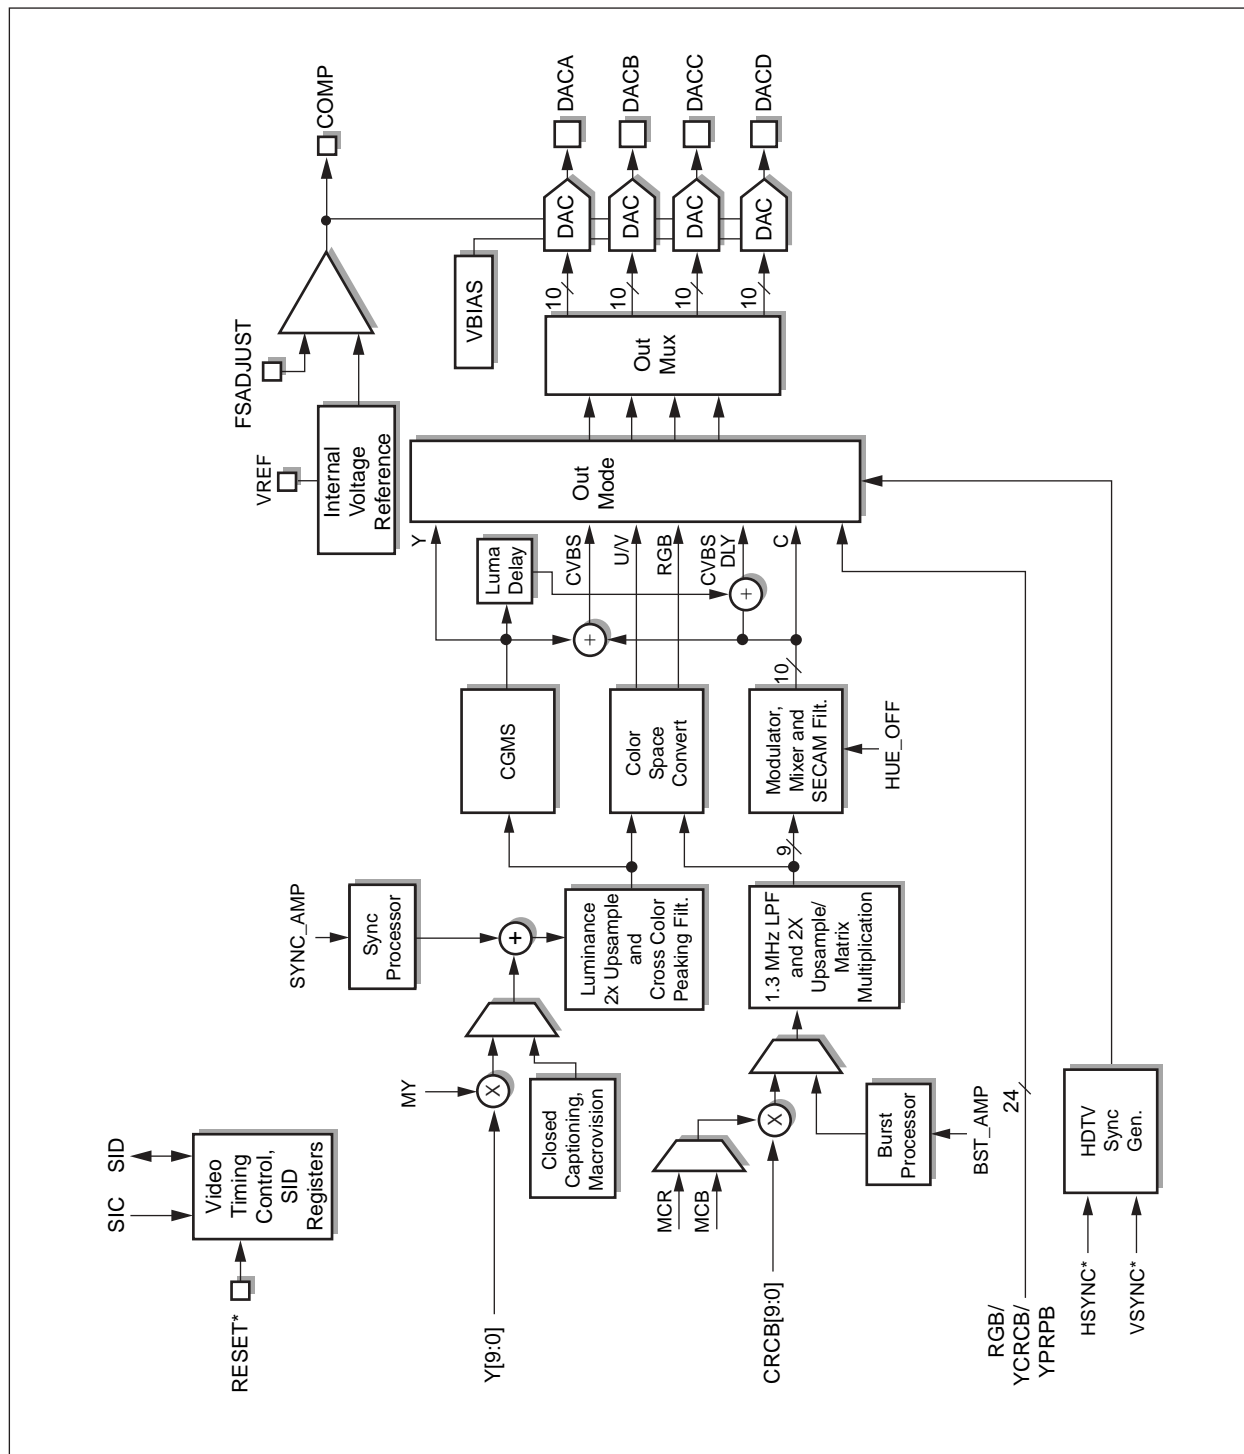 RESET*
SIC
SID
Video
Timing
Control,
SID
Registers
VREF
Internal
Voltage
Reference
FSADJUST
COMP
SYNC_AMP
Sync
Processor
MY
Y[9:0]
X
Closed
Captioning,
Macrovision
+
Luminance
2x Upsample
and
Cross Color
Peaking Filt.
CGMS
Luma
Delay
Y
CVBS
U/V
RGB
CVBS
DLY
C
+
+
Color
Space
Convert
MCR
MCB
CRCB[9:0]
X
Burst
Processor
BST_AMP
1.3 MHz LPF
and 2X
Upsample/
Matrix
Multiplication
9
Modulator,
Mixer and
SECAM Filt.
10
HUE_OFF
Out
Mode
Out
Mux
VBIAS
10
10
10
10
DAC
DAC
DAC
DAC
DACA
DACB
DACC
DACD
RGB/
YCRCB/
YPRPB
24
HSYNC*
VSYNC*
HDTV
Sync
Gen.